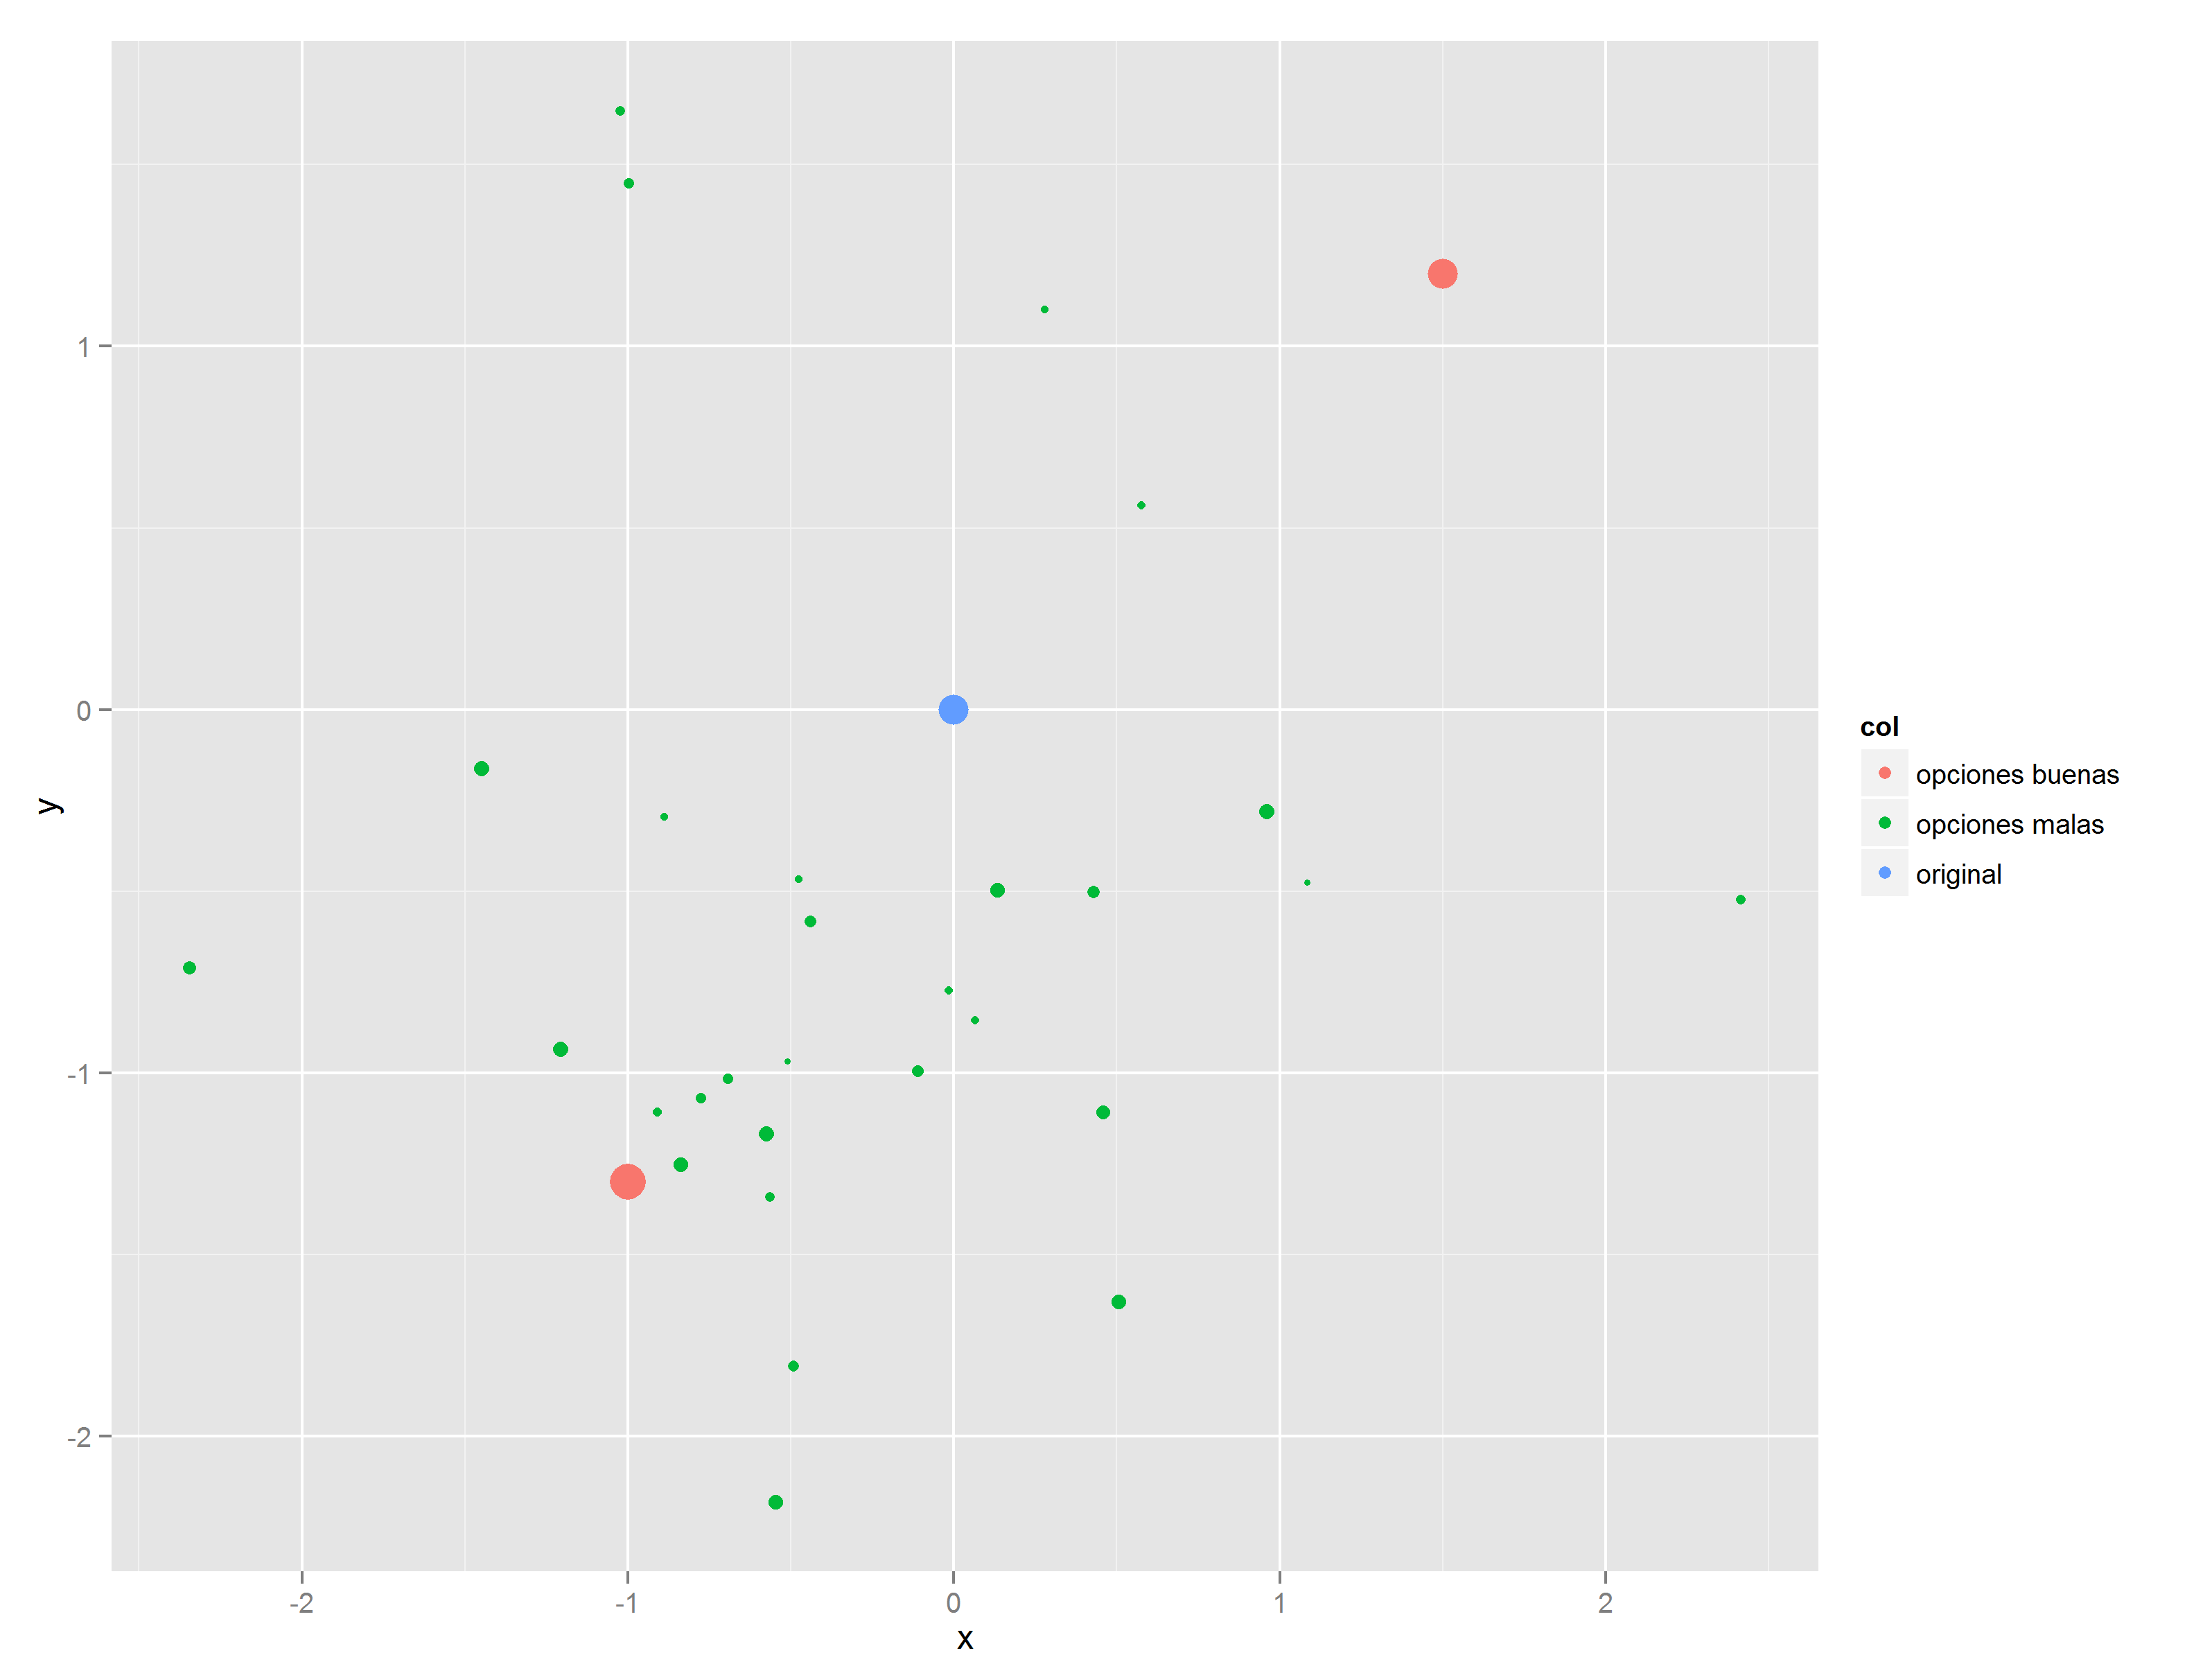 1
0
-1
-2
y
-2
-1
0
1
2
x
col
opciones buenas
opciones malas
original